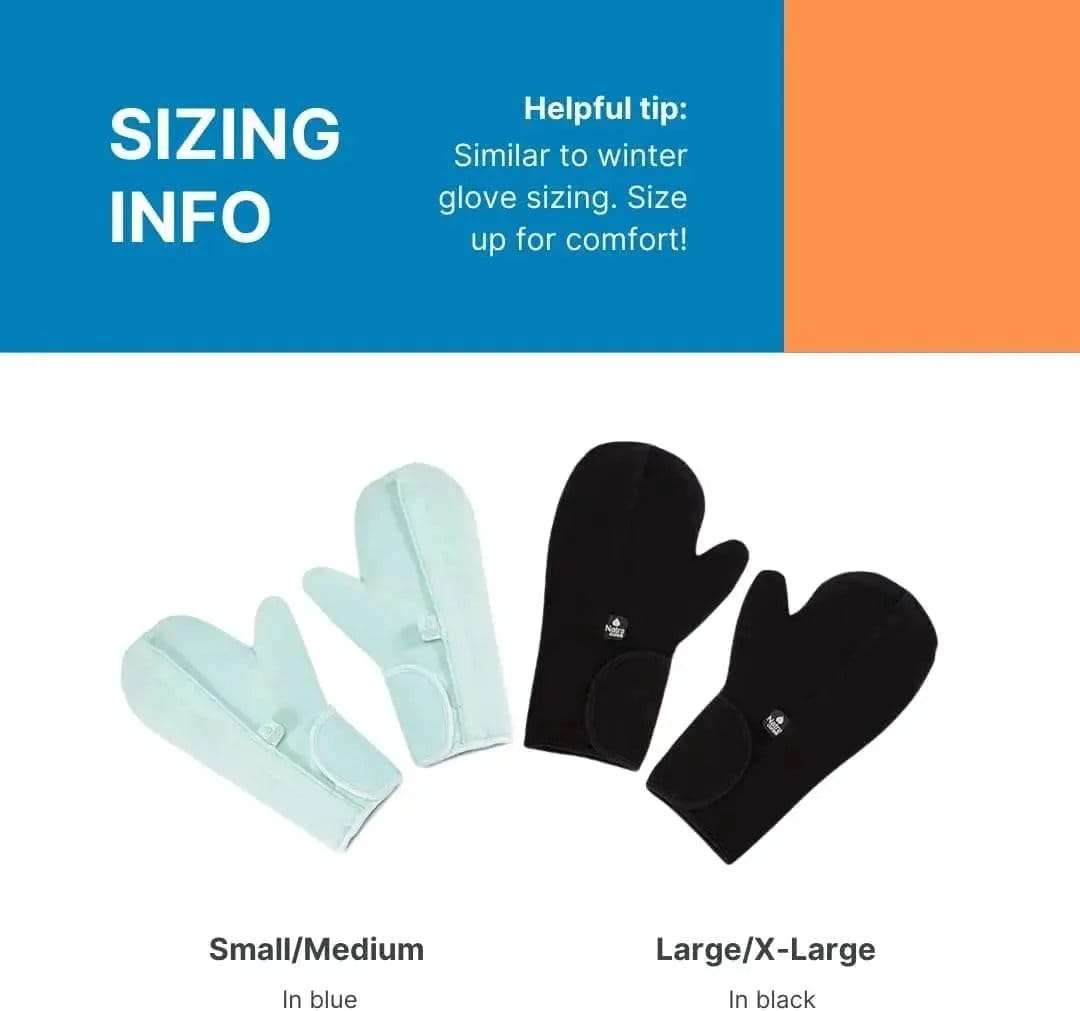 SIZING
INFO
Helpful tip:
Similar to winter
glove sizing. Size
up for comfort!
Small/Medium
In blue
Large/X-Large
In black